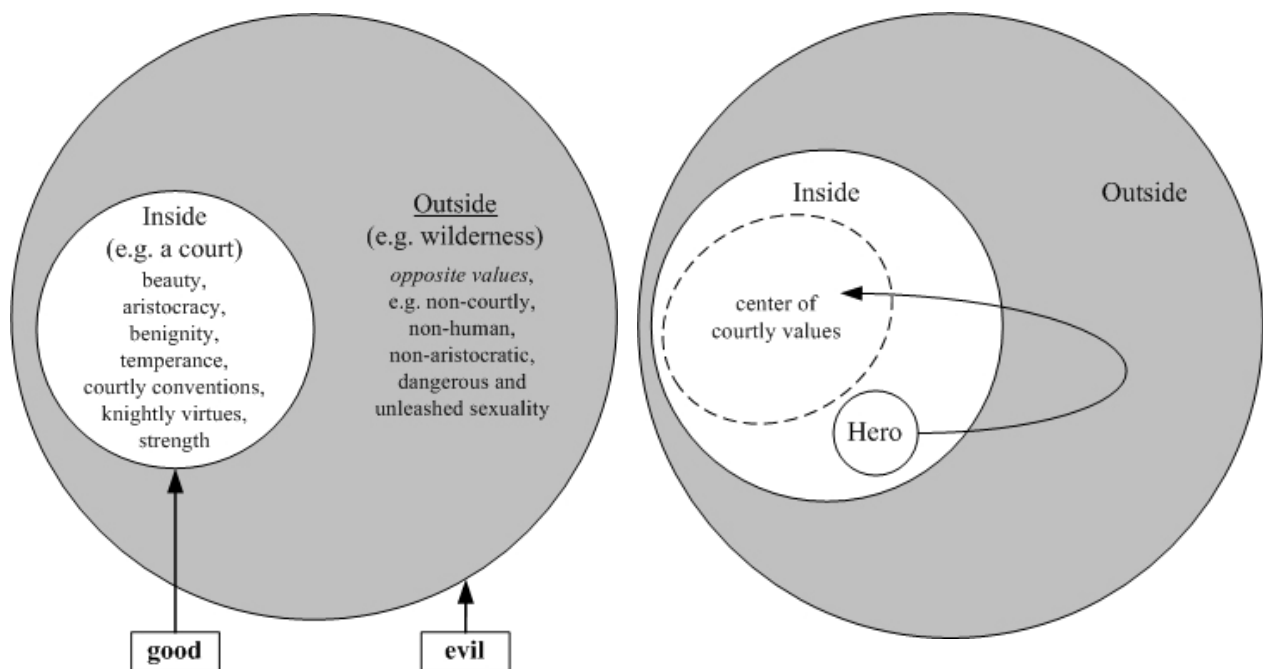 Inside
(e.g. a court)
beauty,
aristocracy,
benignity,
temperance,
courtly conventions,
knightly virtues,
strength
Outside
(e.g. wilderness)
opposite values,
e.g. non-courtly,
non-human,
non-aristocratic,
dangerous and
unleashed sexuality
good
evil
Inside
Outside
center of
courtly values
Hero